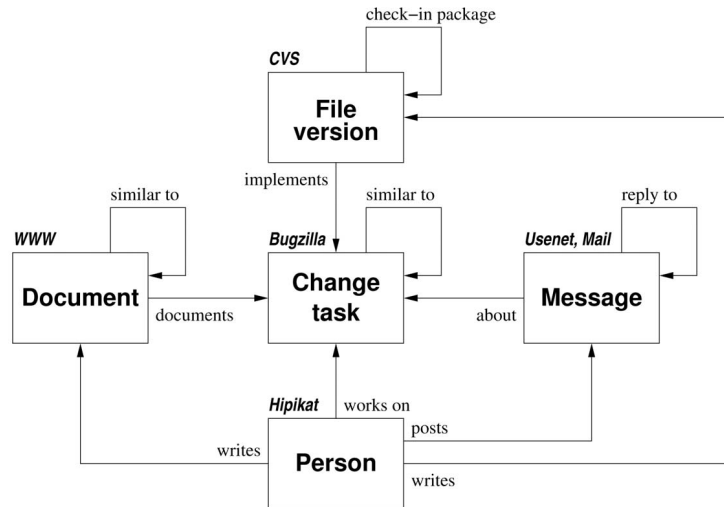 check-in package
CVS
File
version
implements
similar to
similar to
reply to
WWW
Bugzilla
Usenet, Mail
Document
Change
task
Message
documents
about
Hipikat
works on
posts
writes
Person
writes